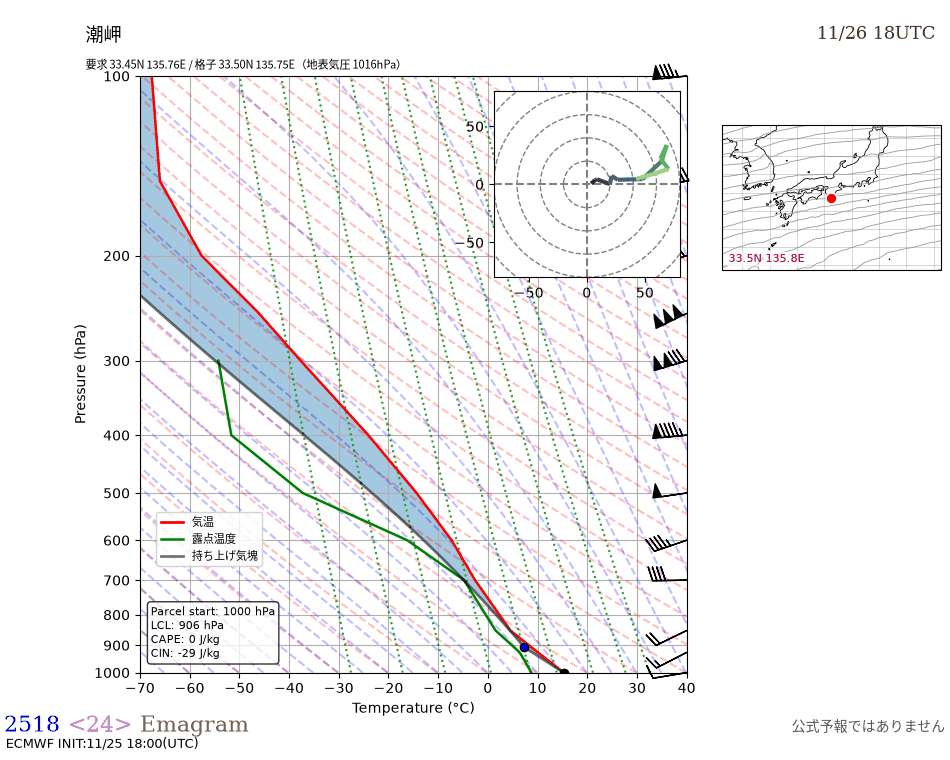 潮岬
11/26 18UTC
要求 33.45N 135.76E / 格子 33.50N 135.75E（地表気圧 1016hPa）
100
200
300
400
500
600
700
800
900
1000
Pressure (hPa)
50
0
−50
−50 0 50
33.5N 135.8E
気温
露点温度
持ち上げ気塊
Parcel start: 1000 hPa
LCL: 906 hPa
CAPE: 0 J/kg
CIN: -29 J/kg
−70 −60 −50 −40 −30 −20 −10 0 10 20 30 40
Temperature (°C)
2518 <24> Emagram
公式予報ではありません
ECMWF INIT:11/25 18:00(UTC)